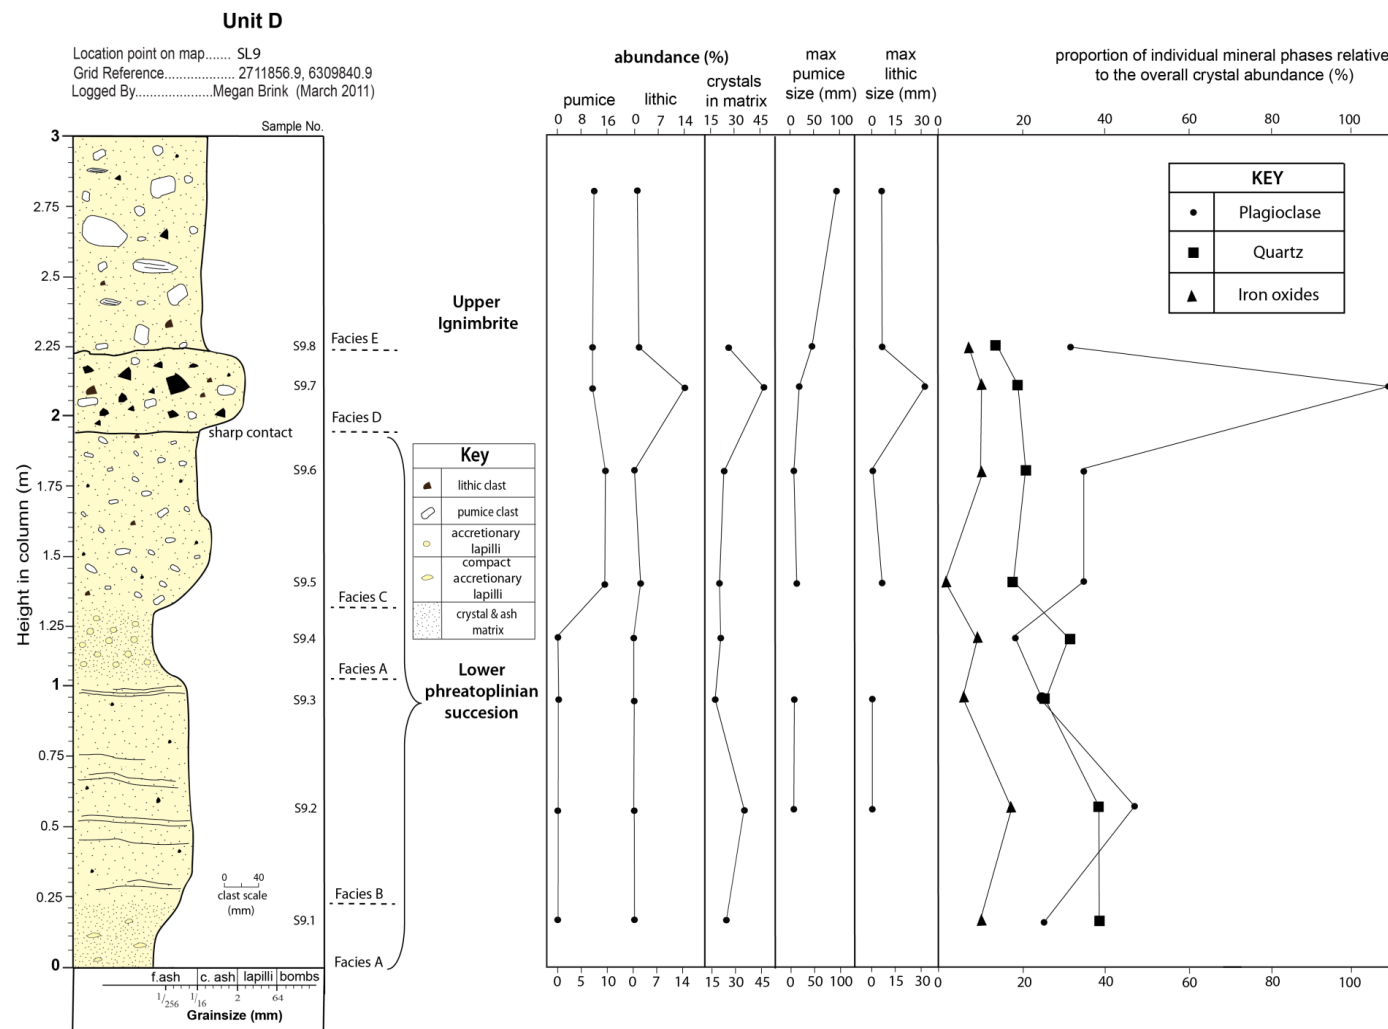 Unit D
Location point on map....... SL9
Grid Reference................... 2711856.9, 6309840.9
Logged By......................Megan Brink (March 2011)
Sample No.
abundance (%)
pumice
lithic
crystals
in matrix
max
pumice
size (mm)
max
lithic
size (mm)
proportion of individual mineral phases relative
to the overall crystal abundance (%)
0 8 16
0 7 14
15 30 45
0 50 100
0 15 30
0 20 40 60 80 100
Height in column (m)
3
2.75
2.5
2.25
2
1.75
1.5
1.25
1
0.75
0.5
0.25
0
S9.8
S9.7
S9.6
S9.5
S9.4
S9.3
S9.2
S9.1
Facies E
Facies D
sharp contact
Facies C
Facies A
Facies B
Facies A
Upper
Ignimbrite
Lower
phreatoplinian
succesion
Key
lithic clast
pumice clast
accretionary
lapilli
compact
accretionary
lapilli
crystal & ash
matrix
KEY
Plagioclase
Quartz
Iron oxides
0 40
clast scale
(mm)
f.ash c. ash lapilli bombs
1/256 1/16 2 64
Grainsize (mm)
0 5 10
0 7 14
15 30 45
0 50 100
0 15 30
0 20 40 60 80 100